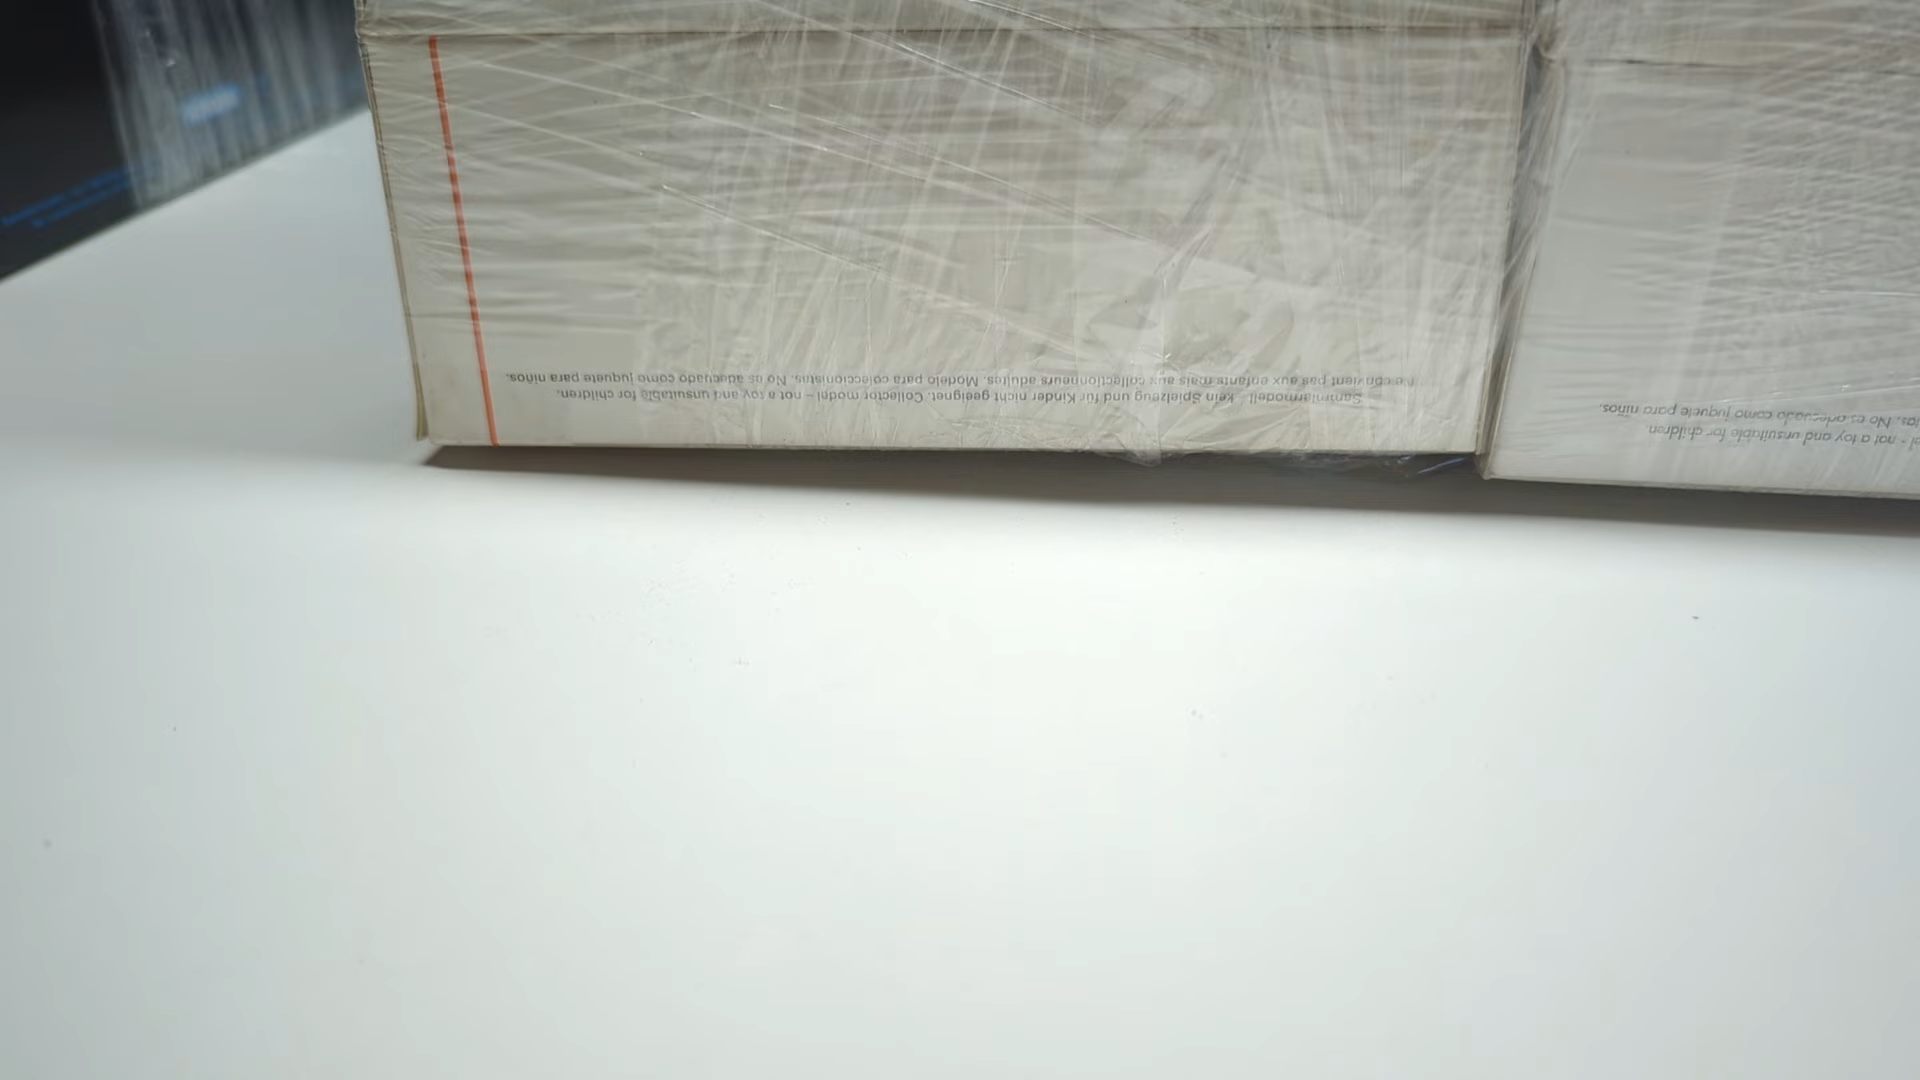 Sammlermodell - kein Spielzeug und für Kinder nicht geeignet. Collector model – not a toy and unsuitable for children.
Ne convient pas aux enfants mais aux collectionneurs adultes. Modelo para coleccionistas. No es adecuado como juguete para niños.
- not a toy and unsuitable for children.
No es adecuado como juguete para niños.